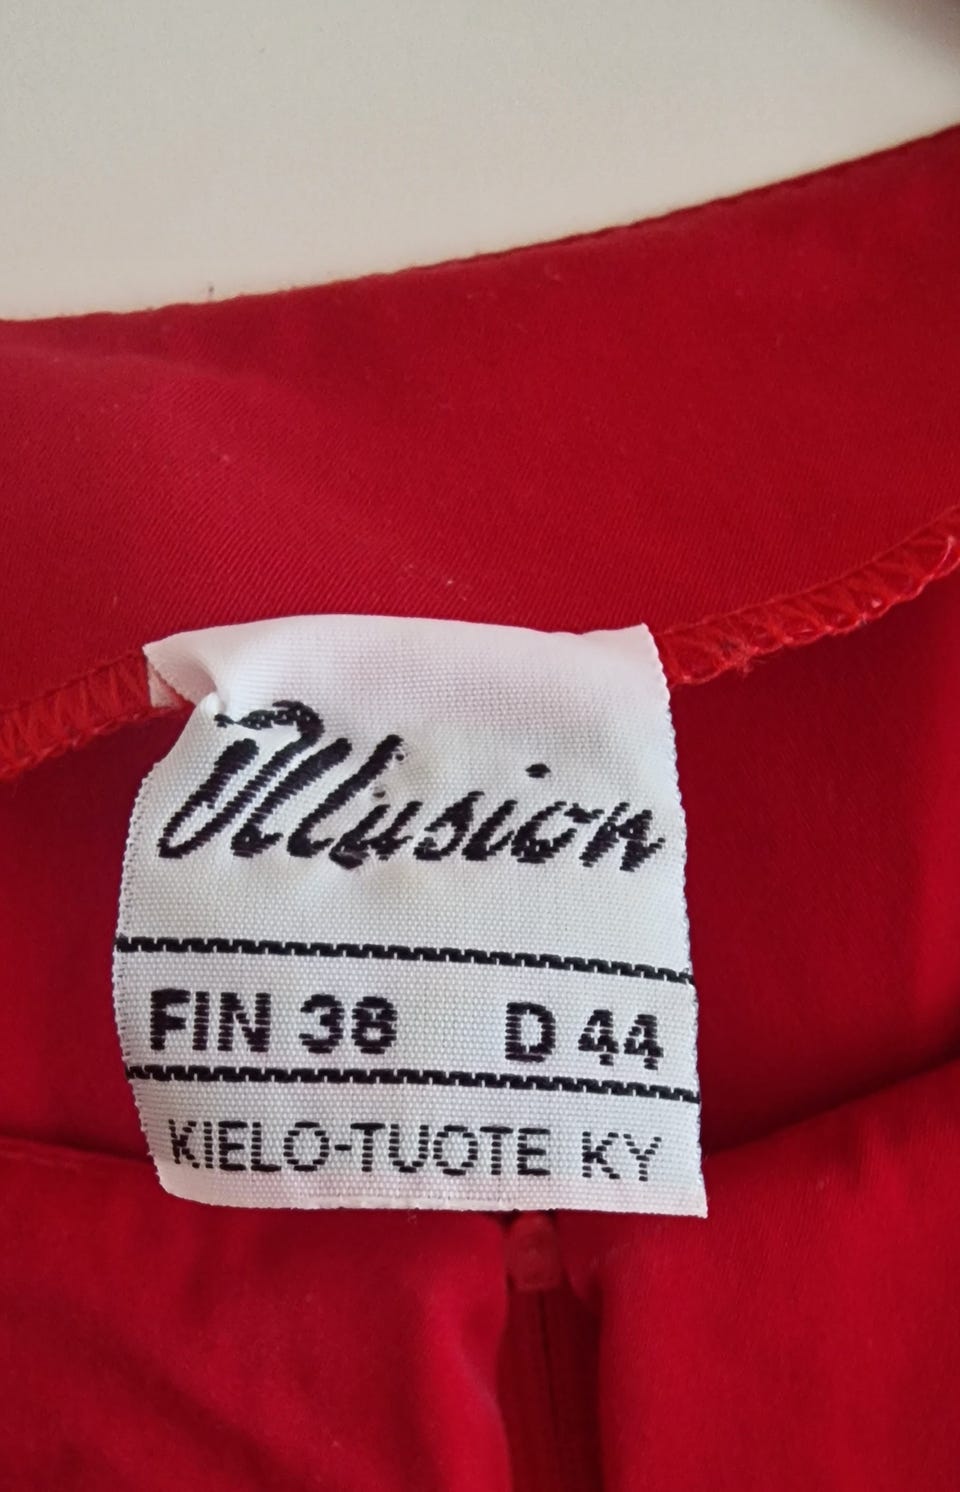 Illusion
FIN 38 D 44
KIELO-TUOTE KY